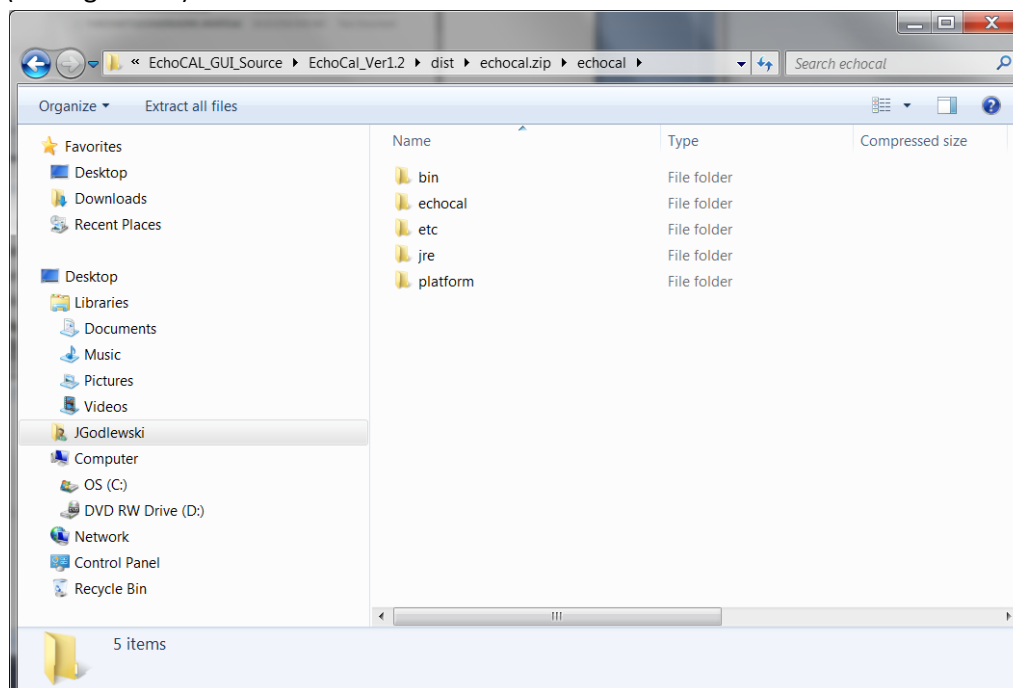 « EchoCAL_GUI_Source ▸ EchoCal_Ver1.2 ▸ dist ▸ echocal.zip ▸ echocal ▸
Search echocal
Organize ▾ Extract all files
Name Type Compressed size
Favorites
Desktop
Downloads
Recent Places
Desktop
Libraries
Documents
Music
Pictures
Videos
JGodlewski
Computer
OS (C:)
DVD RW Drive (D:)
Network
Control Panel
Recycle Bin
bin File folder
echocal File folder
etc File folder
jre File folder
platform File folder
5 items